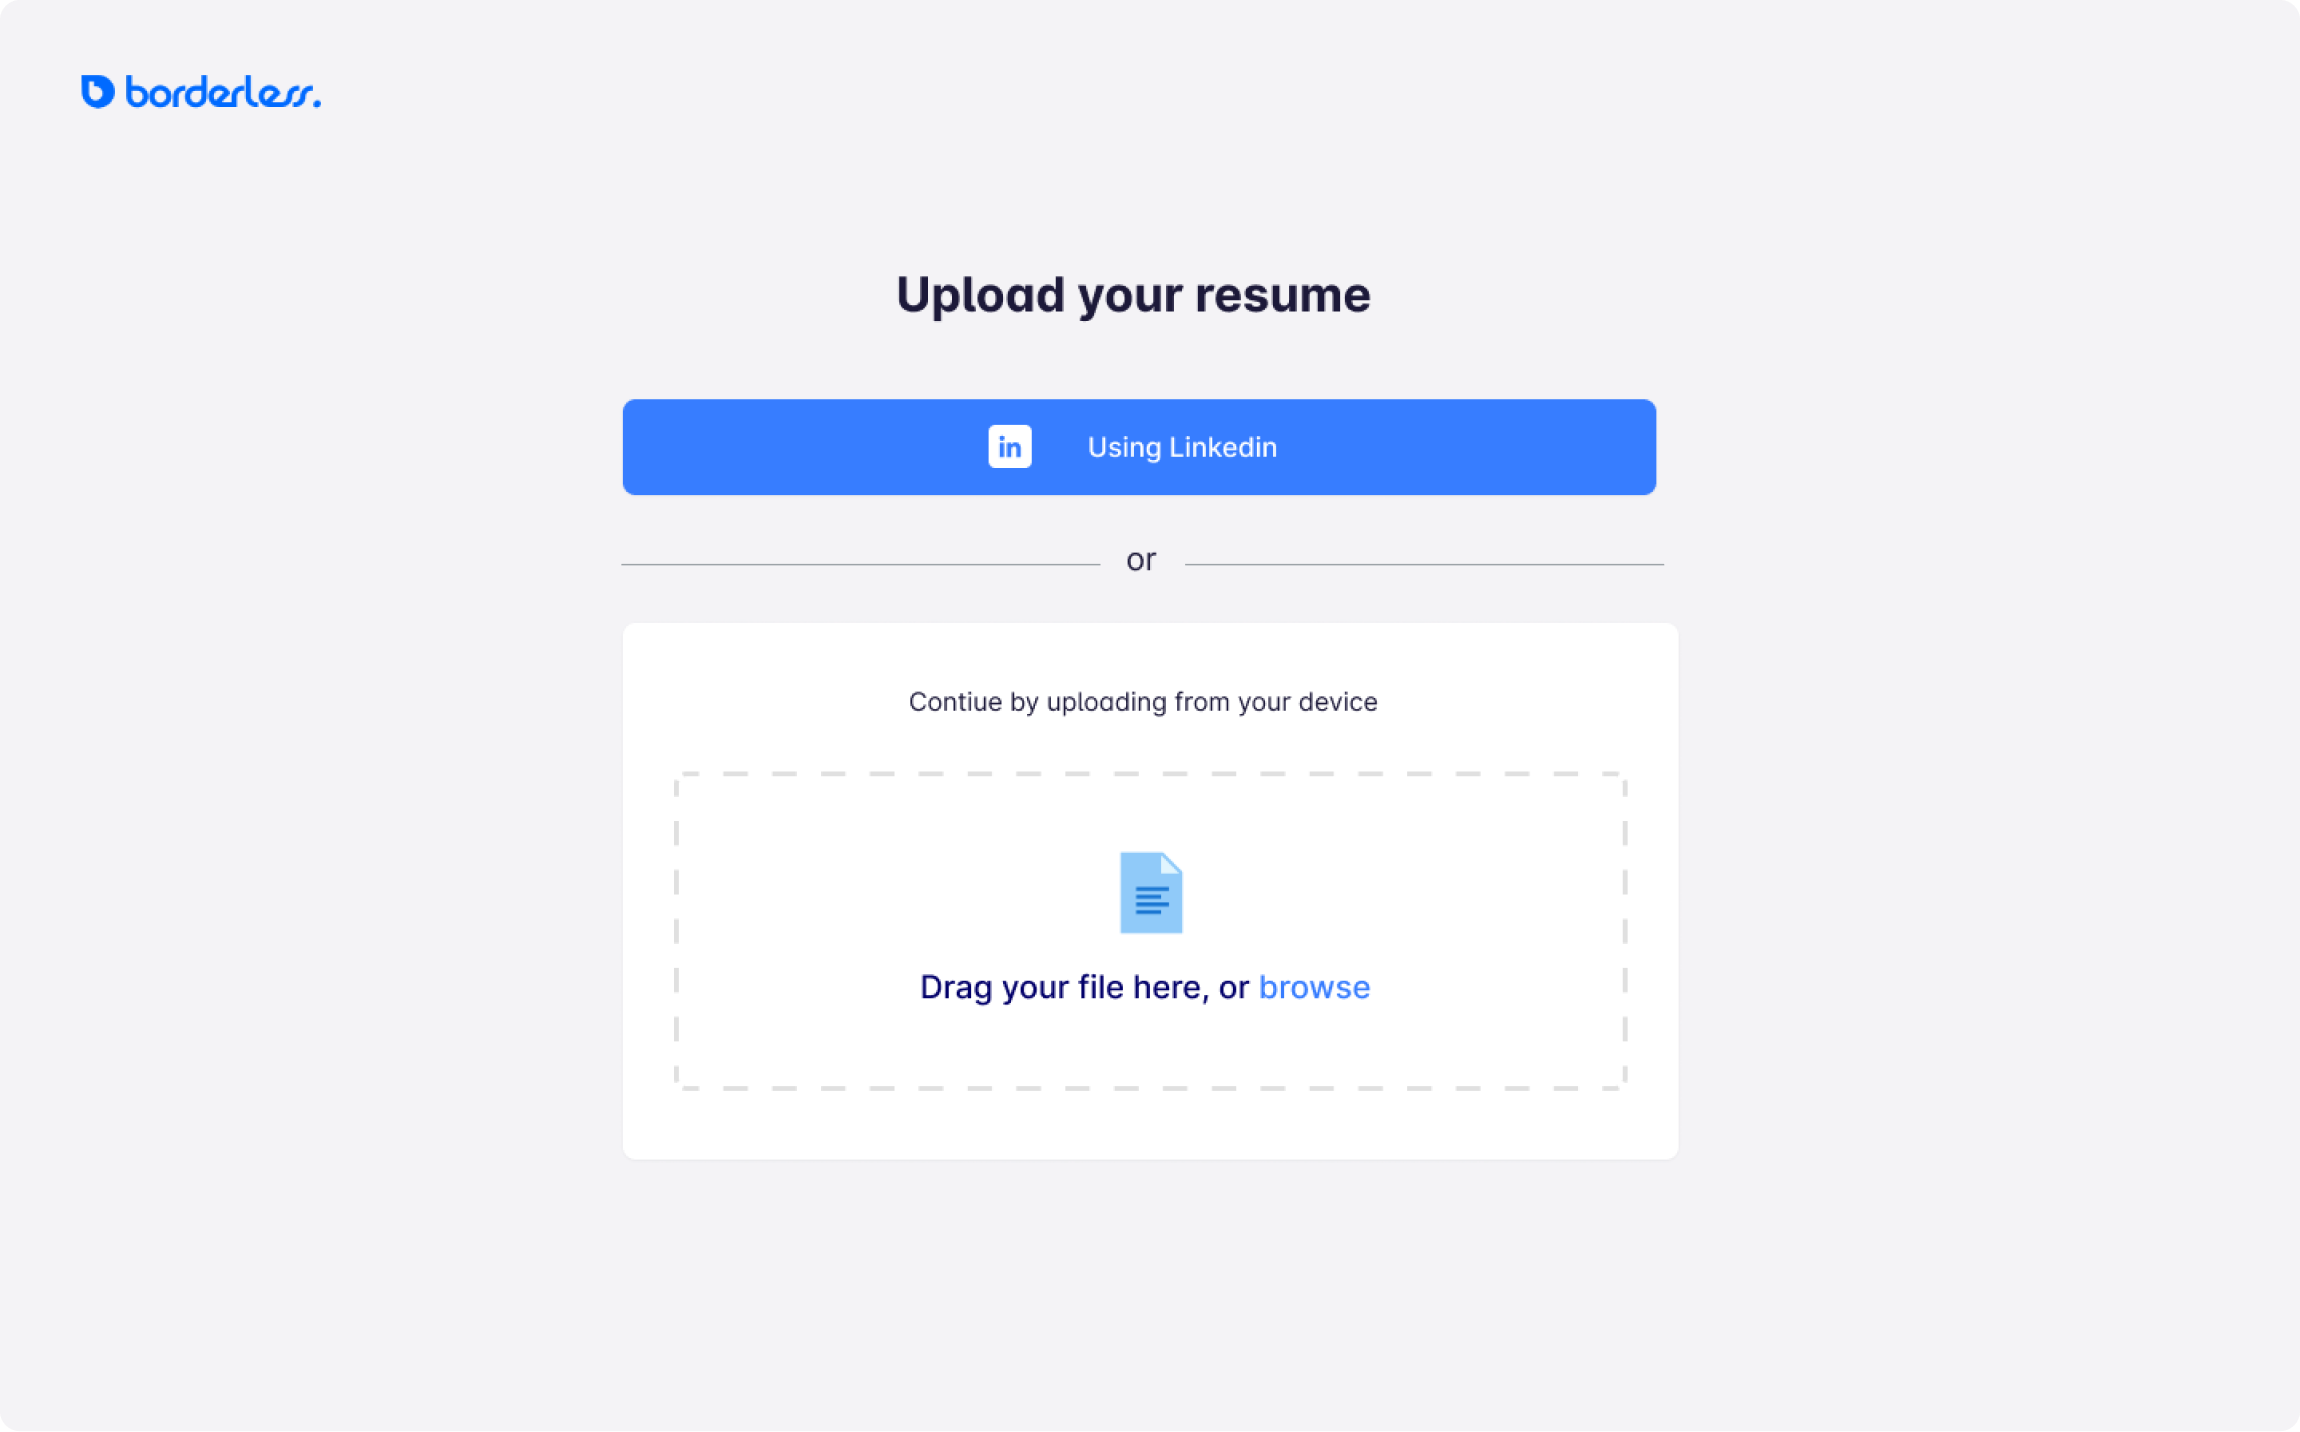 borderless.
Upload your resume
in Using Linkedin
or
Contiue by uploading from your device
Drag your file here, or browse